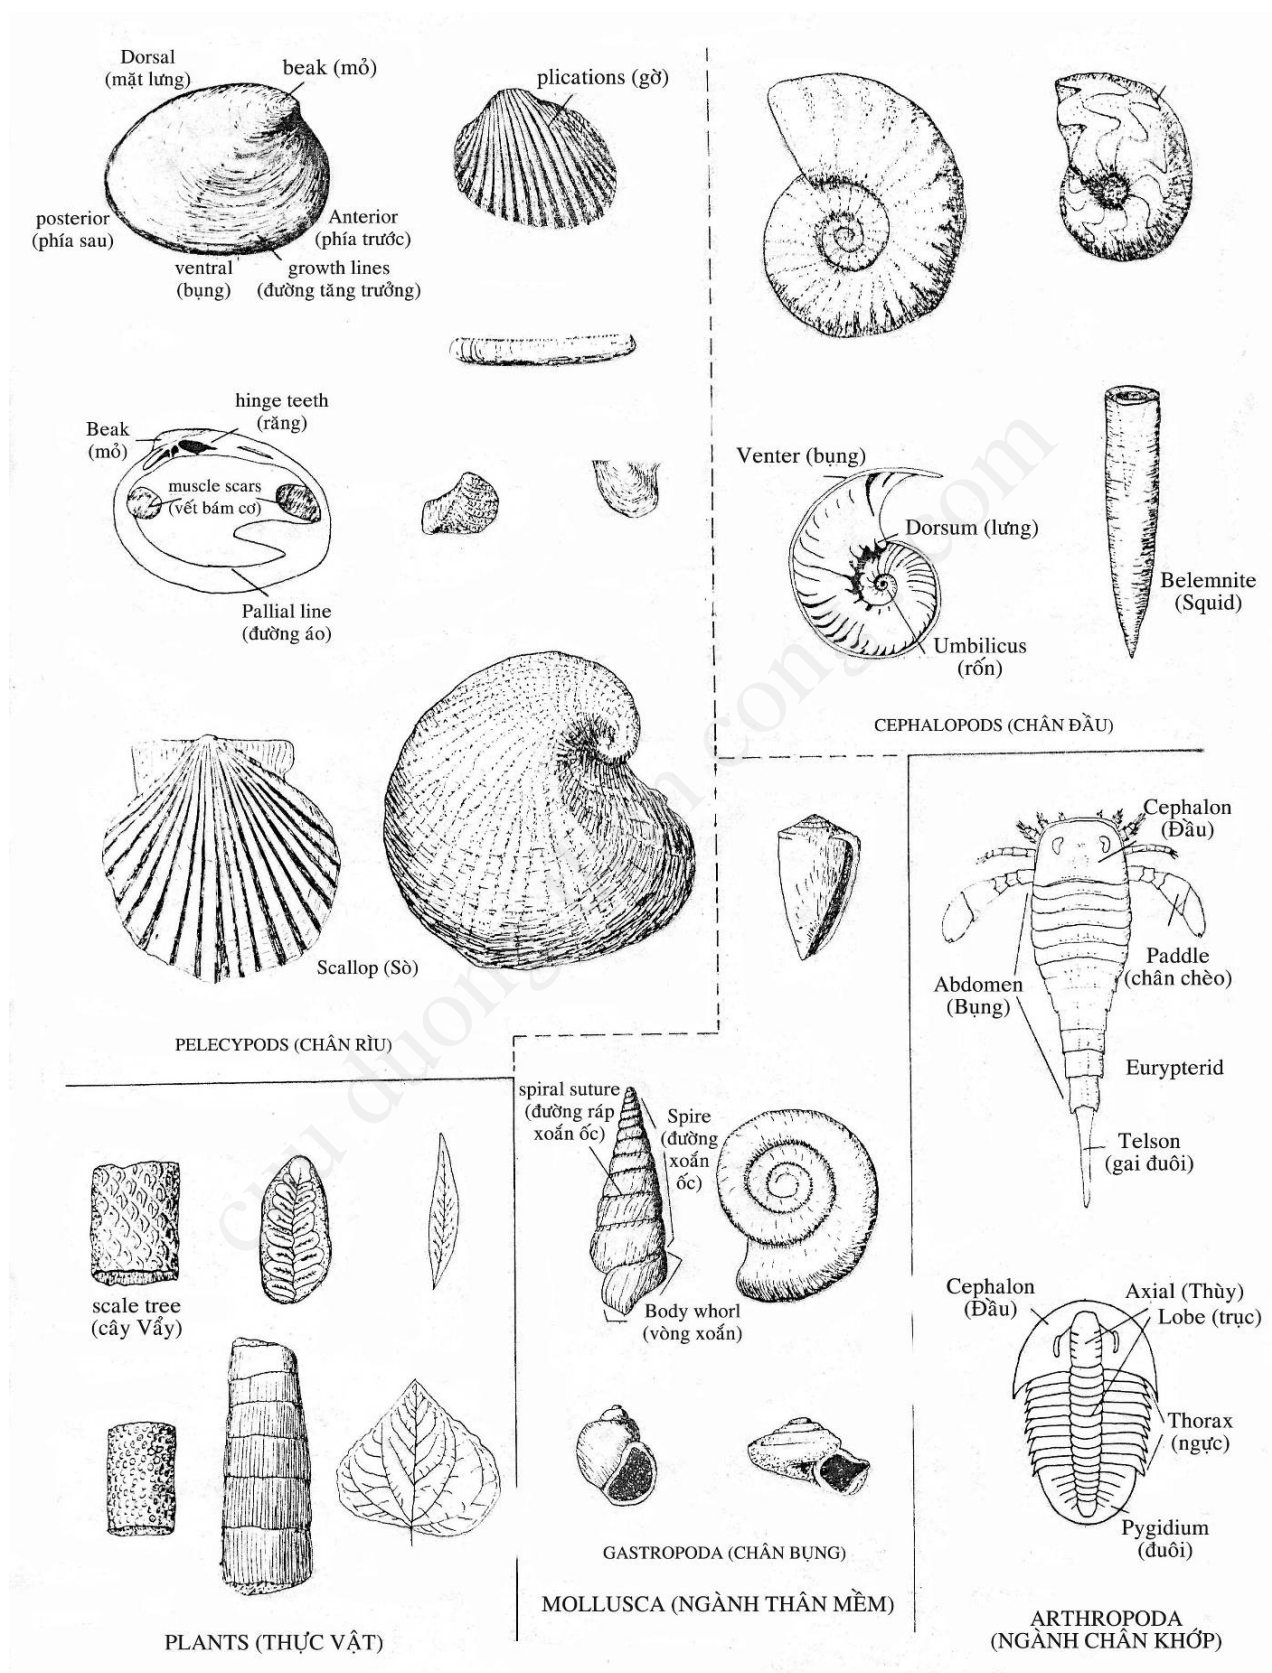 Dorsal
(mặt lưng)
beak (mỏ)
plications (gờ)
posterior
(phía sau)
Anterior
(phía trước)
ventral
(bụng)
growth lines
(đường tăng trưởng)
hinge teeth
(răng)
Beak
(mỏ)
muscle scars
(vết bám cơ)
Pallial line
(đường áo)
Scallop (Sò)
PELECYPODS (CHÂN RÌU)
Venter (bụng)
Dorsum (lưng)
Umbilicus
(rốn)
Belemnite
(Squid)
CEPHALOPODS (CHÂN ĐẦU)
Cephalon
(Đầu)
Paddle
(chân chèo)
Abdomen
(Bụng)
Eurypterid
Telson
(gai đuôi)
spiral suture
(đường ráp
xoắn ốc)
Spire
(đường
xoắn
ốc)
Body whorl
(vòng xoắn)
GASTROPODA (CHÂN BỤNG)
MOLLUSCA (NGÀNH THÂN MỀM)
scale tree
(cây Vẩy)
PLANTS (THỰC VẬT)
Cephalon
(Đầu)
Axial (Thùy)
Lobe (trục)
Thorax
(ngực)
Pygidium
(đuôi)
ARTHROPODA
(NGÀNH CHÂN KHỚP)
cuu duong than cong . com